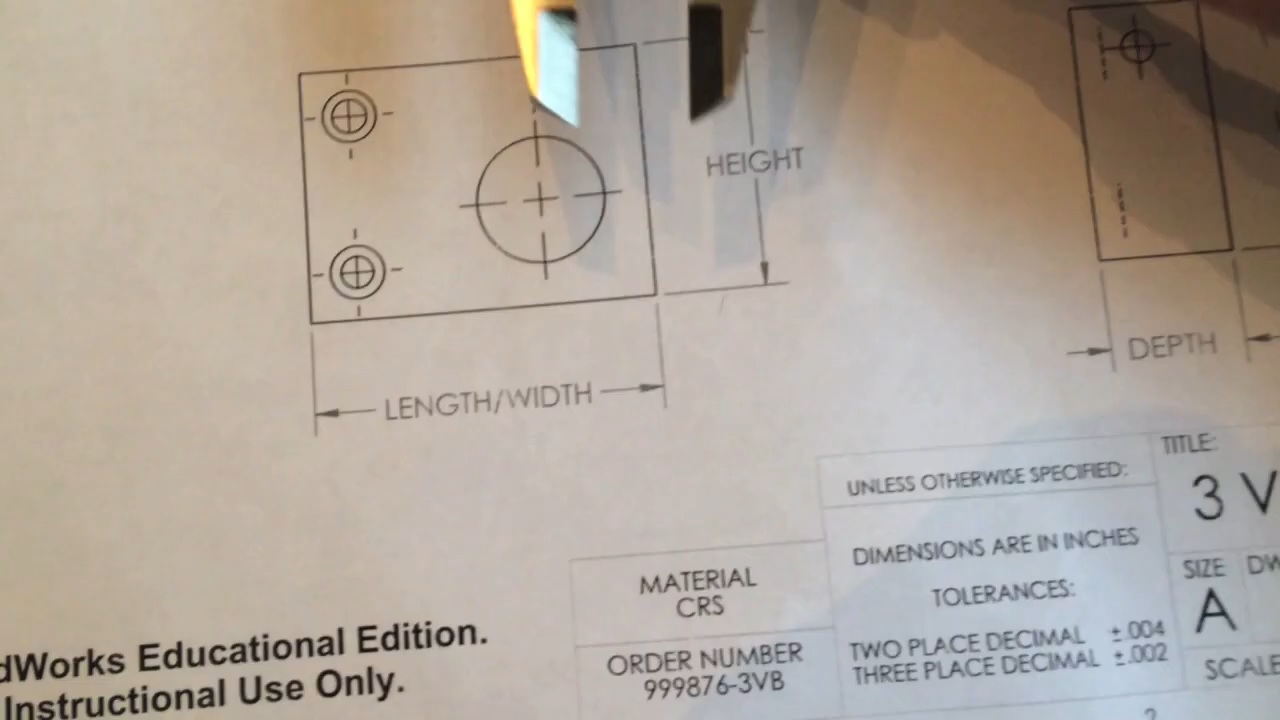 HEIGHT
DEPTH
LENGTH/WIDTH
UNLESS OTHERWISE SPECIFIED:
DIMENSIONS ARE IN INCHES
TOLERANCES:
TWO PLACE DECIMAL ±.004
THREE PLACE DECIMAL ±.002
TITLE:
3 V
SIZE
A
SCALE
MATERIAL
CRS
ORDER NUMBER
999876-3VB
dWorks Educational Edition.
Instructional Use Only.